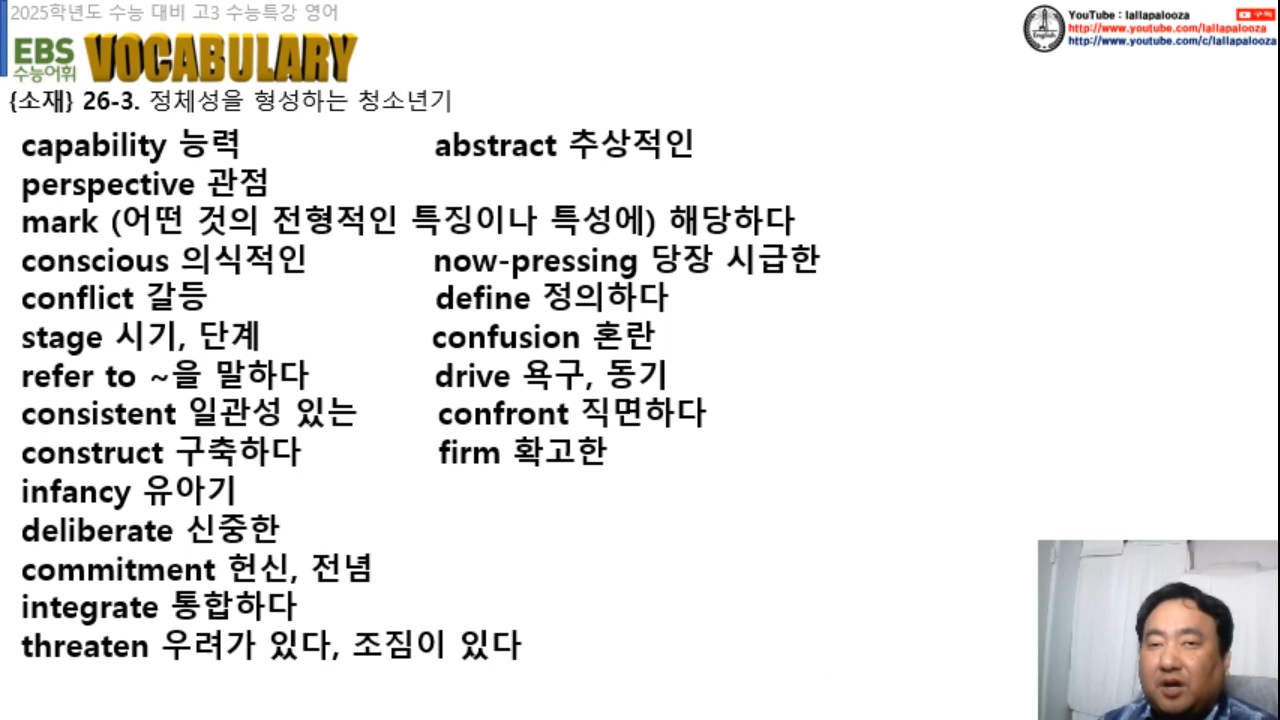 2025학년도 수능 대비 고3 수능특강 영어
YouTube : lallapalooza
구독
http://www.youtube.com/lallapalooza
http://www.youtube.com/c/lallapalooza
English
EBS
수능어휘
VOCABULARY
{소재} 26-3. 정체성을 형성하는 청소년기
capability 능력 abstract 추상적인
perspective 관점
mark (어떤 것의 전형적인 특징이나 특성에) 해당하다
conscious 의식적인 now-pressing 당장 시급한
conflict 갈등 define 정의하다
stage 시기, 단계 confusion 혼란
refer to ~을 말하다 drive 욕구, 동기
consistent 일관성 있는 confront 직면하다
construct 구축하다 firm 확고한
infancy 유아기
deliberate 신중한
commitment 헌신, 전념
integrate 통합하다
threaten 우려가 있다, 조짐이 있다